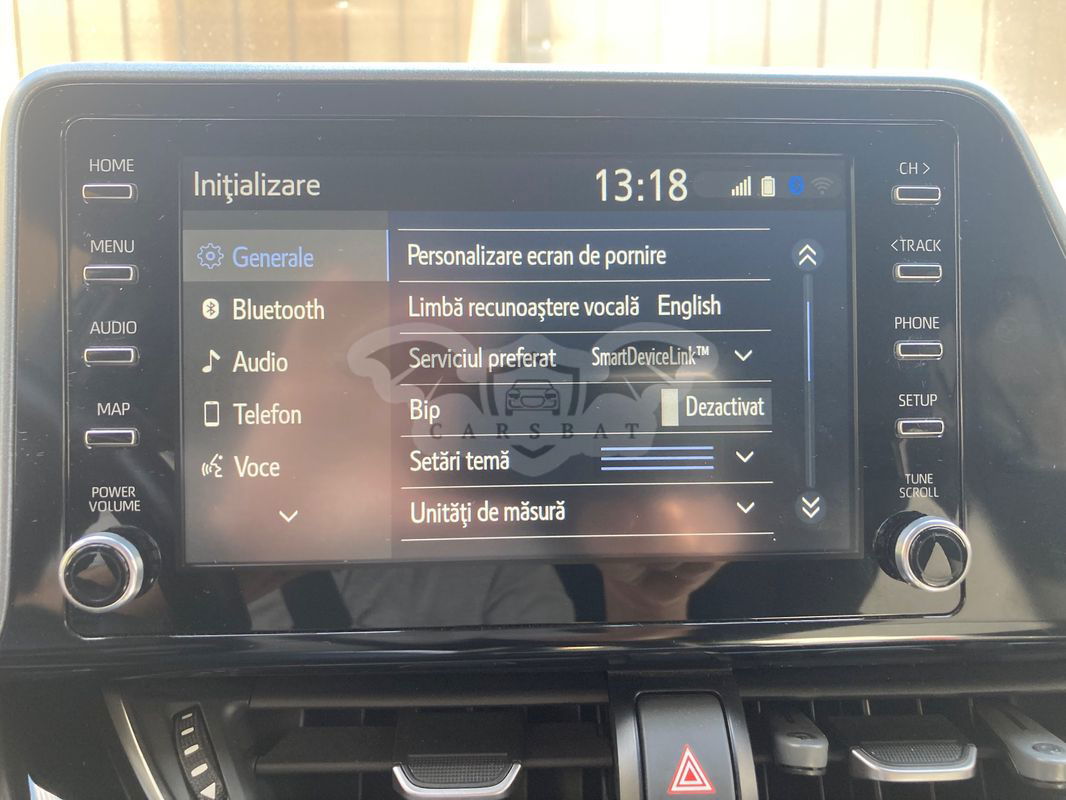 HOME
MENU
AUDIO
MAP
POWER
VOLUME
Iniţializare
13:18
Generale
Bluetooth
Audio
Telefon
Voce
Personalizare ecran de pornire
Limbă recunoaştere vocală English
Serviciul preferat SmartDeviceLink™
Bip Dezactivat
CARSBAT
Setări temă
Unităţi de măsură
CH >
<TRACK
PHONE
SETUP
TUNE
SCROLL